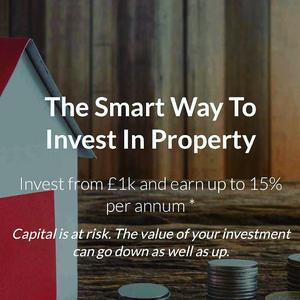 The Smart Way To
Invest In Property
Invest from £1k and earn up to 15%
per annum *
Capital is at risk. The value of your investment
can go down as well as up.